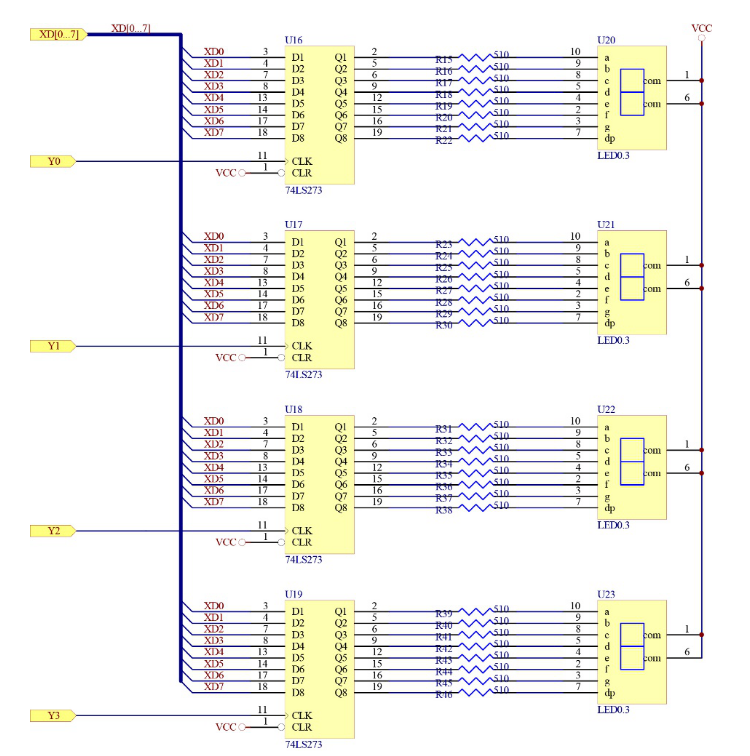 XD[0...7] XD[0...7] VCC
U16 U20
XD0 3 D1 Q1 2 R15 510 10 a
XD1 4 D2 Q2 5 R16 510 9 b
XD2 7 D3 Q3 6 R17 510 8 c com 1
XD3 8 D4 Q4 9 R18 510 5 d
XD4 13 D5 Q5 12 R19 510 4 e com 6
XD5 14 D6 Q6 15 R20 510 2 f
XD6 17 D7 Q7 16 R21 510 3 g
XD7 18 D8 Q8 19 R22 510 7 dp
Y0 11 CLK LED0.3
VCC 1 CLR
74LS273
U17 U21
XD0 3 D1 Q1 2 R23 510 10 a
XD1 4 D2 Q2 5 R24 510 9 b
XD2 7 D3 Q3 6 R25 510 8 c com 1
XD3 8 D4 Q4 9 R26 510 5 d
XD4 13 D5 Q5 12 R27 510 4 e com 6
XD5 14 D6 Q6 15 R28 510 2 f
XD6 17 D7 Q7 16 R29 510 3 g
XD7 18 D8 Q8 19 R30 510 7 dp
Y1 11 CLK LED0.3
VCC 1 CLR
74LS273
U18 U22
XD0 3 D1 Q1 2 R31 510 10 a
XD1 4 D2 Q2 5 R32 510 9 b
XD2 7 D3 Q3 6 R33 510 8 c com 1
XD3 8 D4 Q4 9 R34 510 5 d
XD4 13 D5 Q5 12 R35 510 4 e com 6
XD5 14 D6 Q6 15 R36 510 2 f
XD6 17 D7 Q7 16 R37 510 3 g
XD7 18 D8 Q8 19 R38 510 7 dp
Y2 11 CLK LED0.3
VCC 1 CLR
74LS273
U19 U23
XD0 3 D1 Q1 2 R39 510 10 a
XD1 4 D2 Q2 5 R40 510 9 b
XD2 7 D3 Q3 6 R41 510 8 c com 1
XD3 8 D4 Q4 9 R42 510 5 d
XD4 13 D5 Q5 12 R43 510 4 e com 6
XD5 14 D6 Q6 15 R44 510 2 f
XD6 17 D7 Q7 16 R45 510 3 g
XD7 18 D8 Q8 19 R46 510 7 dp
Y3 11 CLK LED0.3
VCC 1 CLR
74LS273